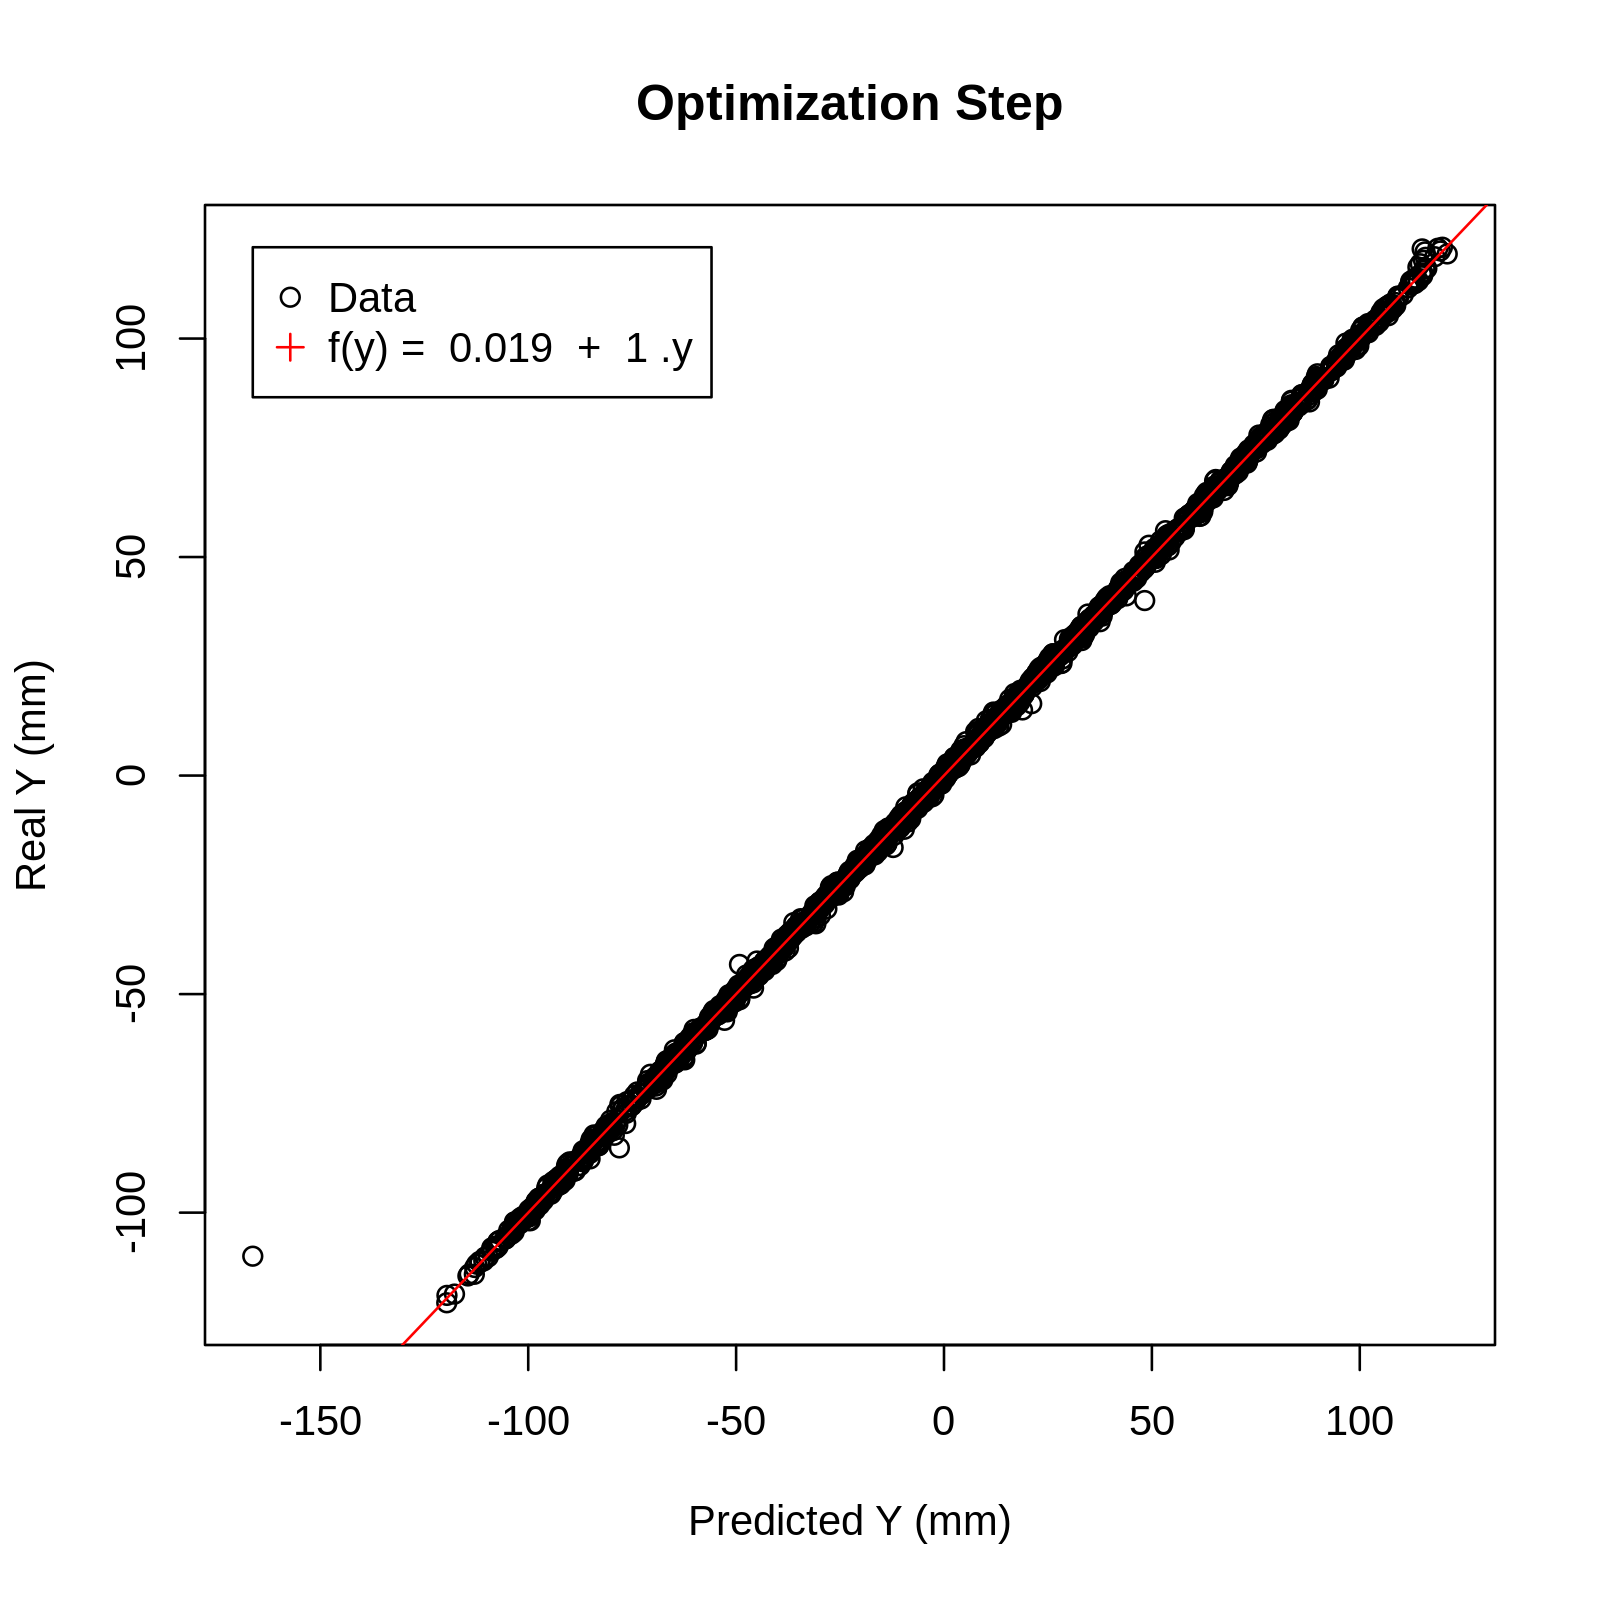 Optimization Step
Data
f(y) = 0.019 + 1 .y
Real Y (mm)
100
50
0
-50
-100
-150 -100 -50 0 50 100
Predicted Y (mm)